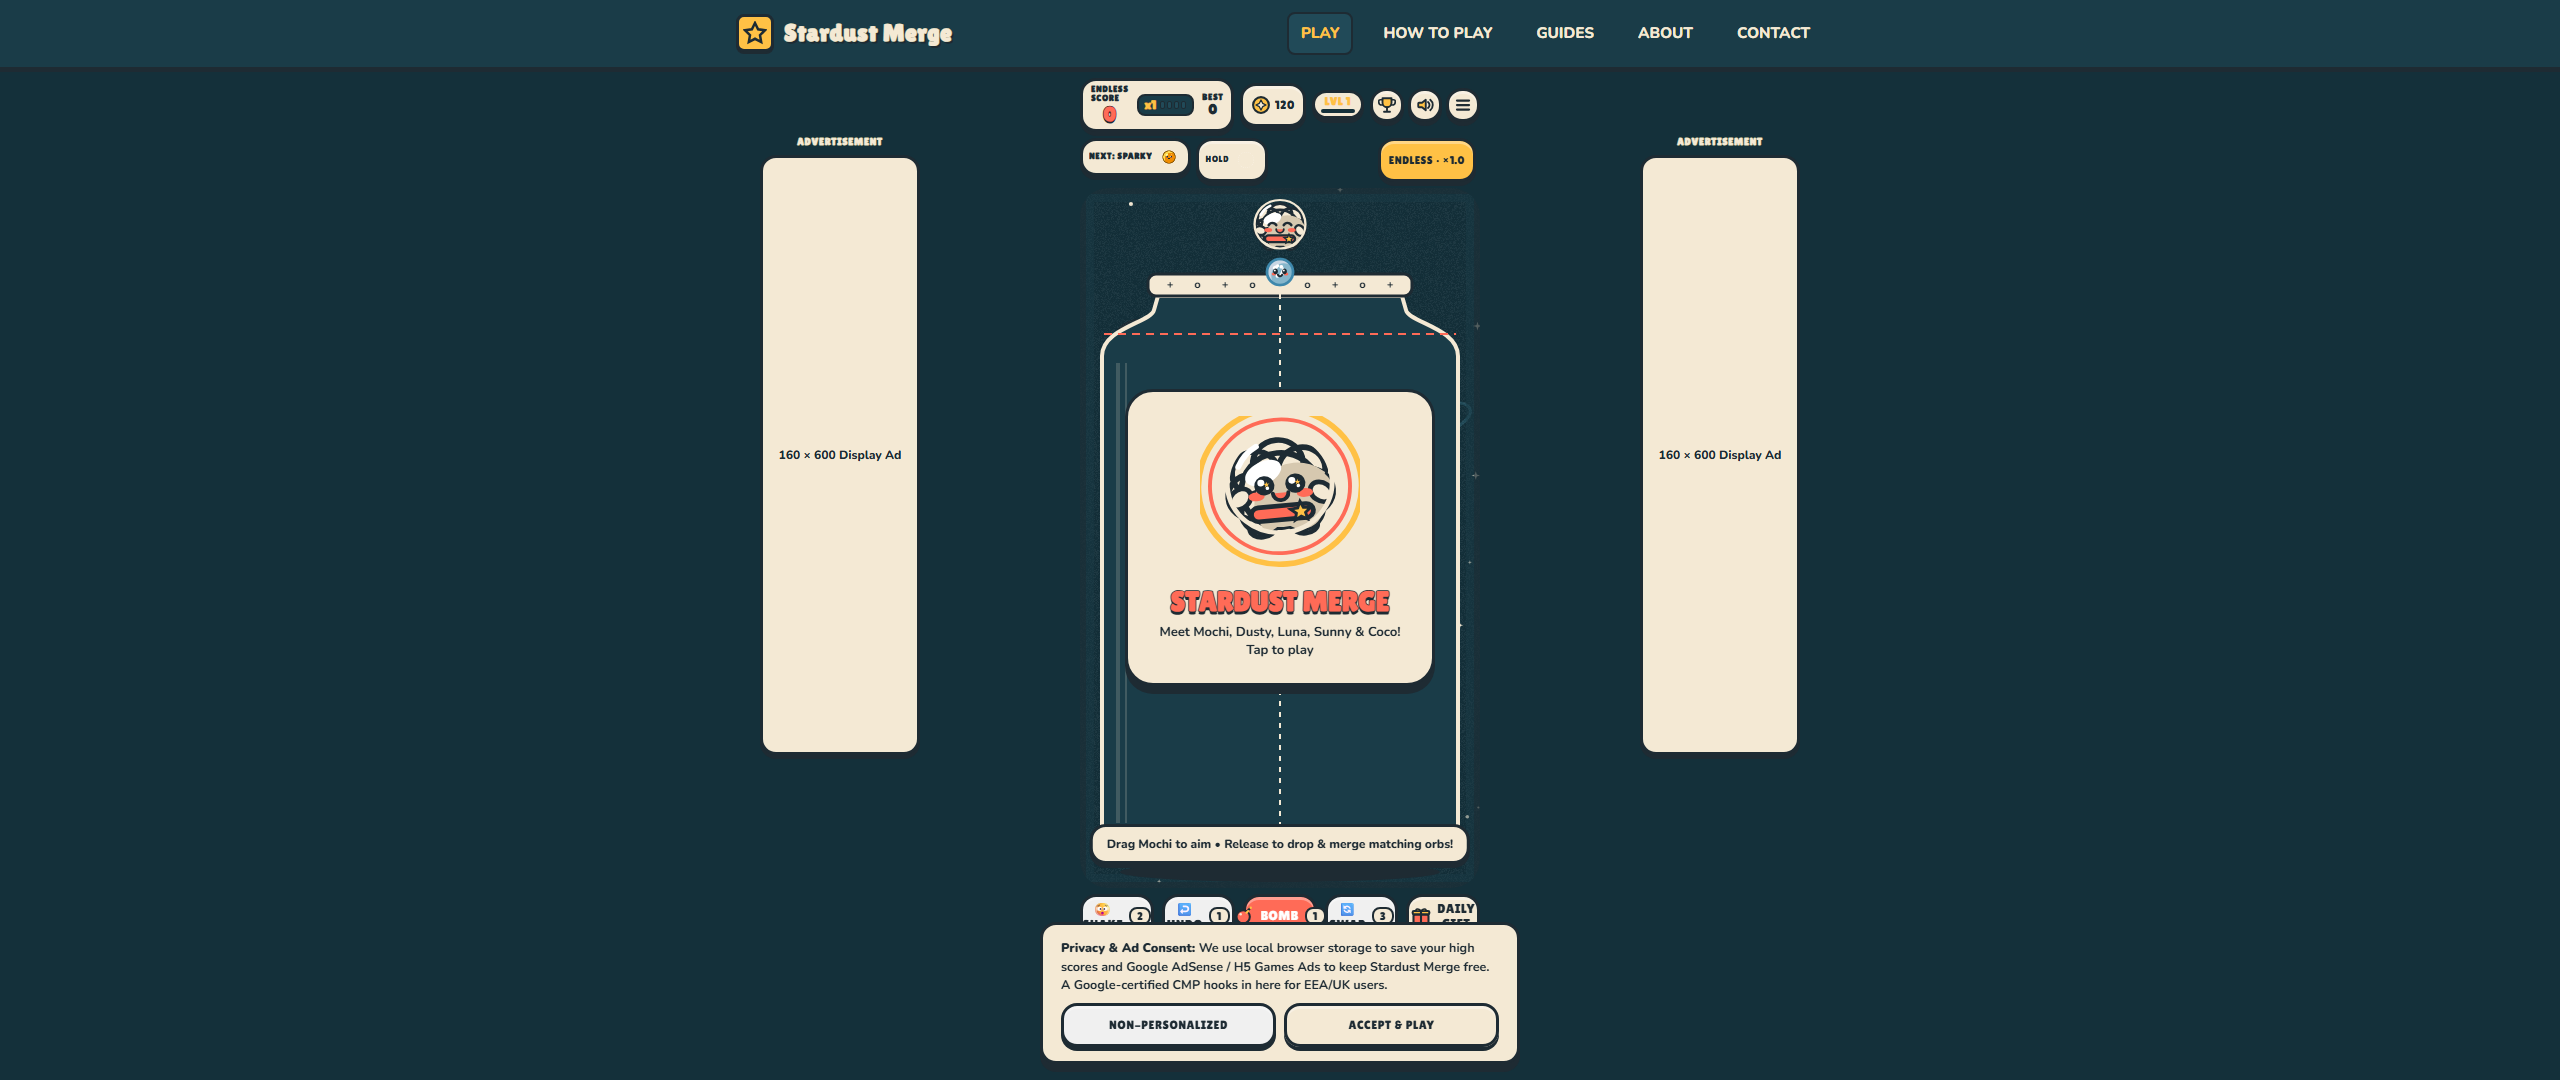 Stardust Merge
PLAY
HOW TO PLAY
GUIDES
ABOUT
CONTACT
ENDLESS
SCORE
0
x1
BEST
0
120
LVL 1
NEXT: SPARKY
HOLD
ENDLESS · ×1.0
ADVERTISEMENT
160 × 600 Display Ad
ADVERTISEMENT
160 × 600 Display Ad
STARDUST MERGE
Meet Mochi, Dusty, Luna, Sunny & Coco!
Tap to play
Drag Mochi to aim • Release to drop & merge matching orbs!
2
1
BOMB
1
3
DAILY
Privacy & Ad Consent: We use local browser storage to save your high
scores and Google AdSense / H5 Games Ads to keep Stardust Merge free.
A Google-certified CMP hooks in here for EEA/UK users.
NON-PERSONALIZED
ACCEPT & PLAY